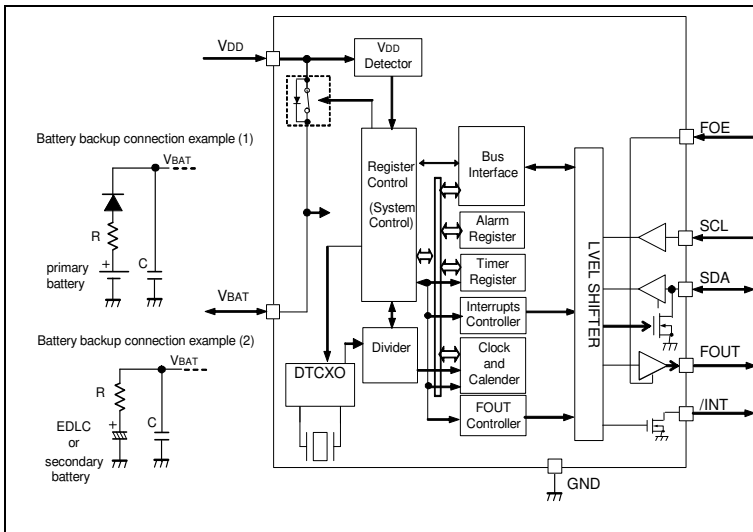 VDD
VDD
Detector
Battery backup connection example (1)
VBAT
R
+
C
primary
battery
VBAT
Battery backup connection example (2)
VBAT
R
+
C
EDLC
or
secondary
battery
Register
Control
(System
Control)
Divider
DTCXO
Bus
Interface
Alarm
Register
Timer
Register
Interrupts
Controller
Clock
and
Calender
FOUT
Controller
LVEL SHIFTER
FOE
SCL
SDA
FOUT
/INT
GND